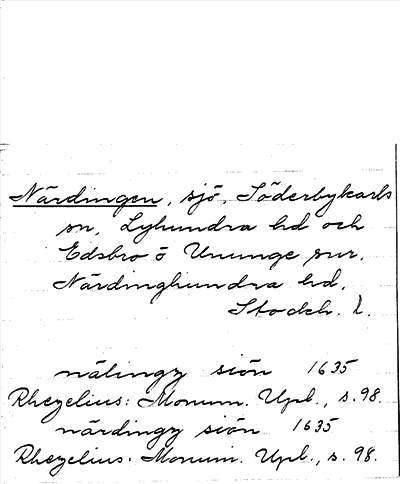 Närdingen, sjö, Söderbykarls
sn, Lyhundra hd och
Edsbro o Ununge snr.
Närdinghundra hd,
Stockh. l.
nälingz siön 1635
Rhezelius: Monum. Upl., s. 98.
närdingz siön 1635
Rhezelius: Monum. Upl., s. 98.